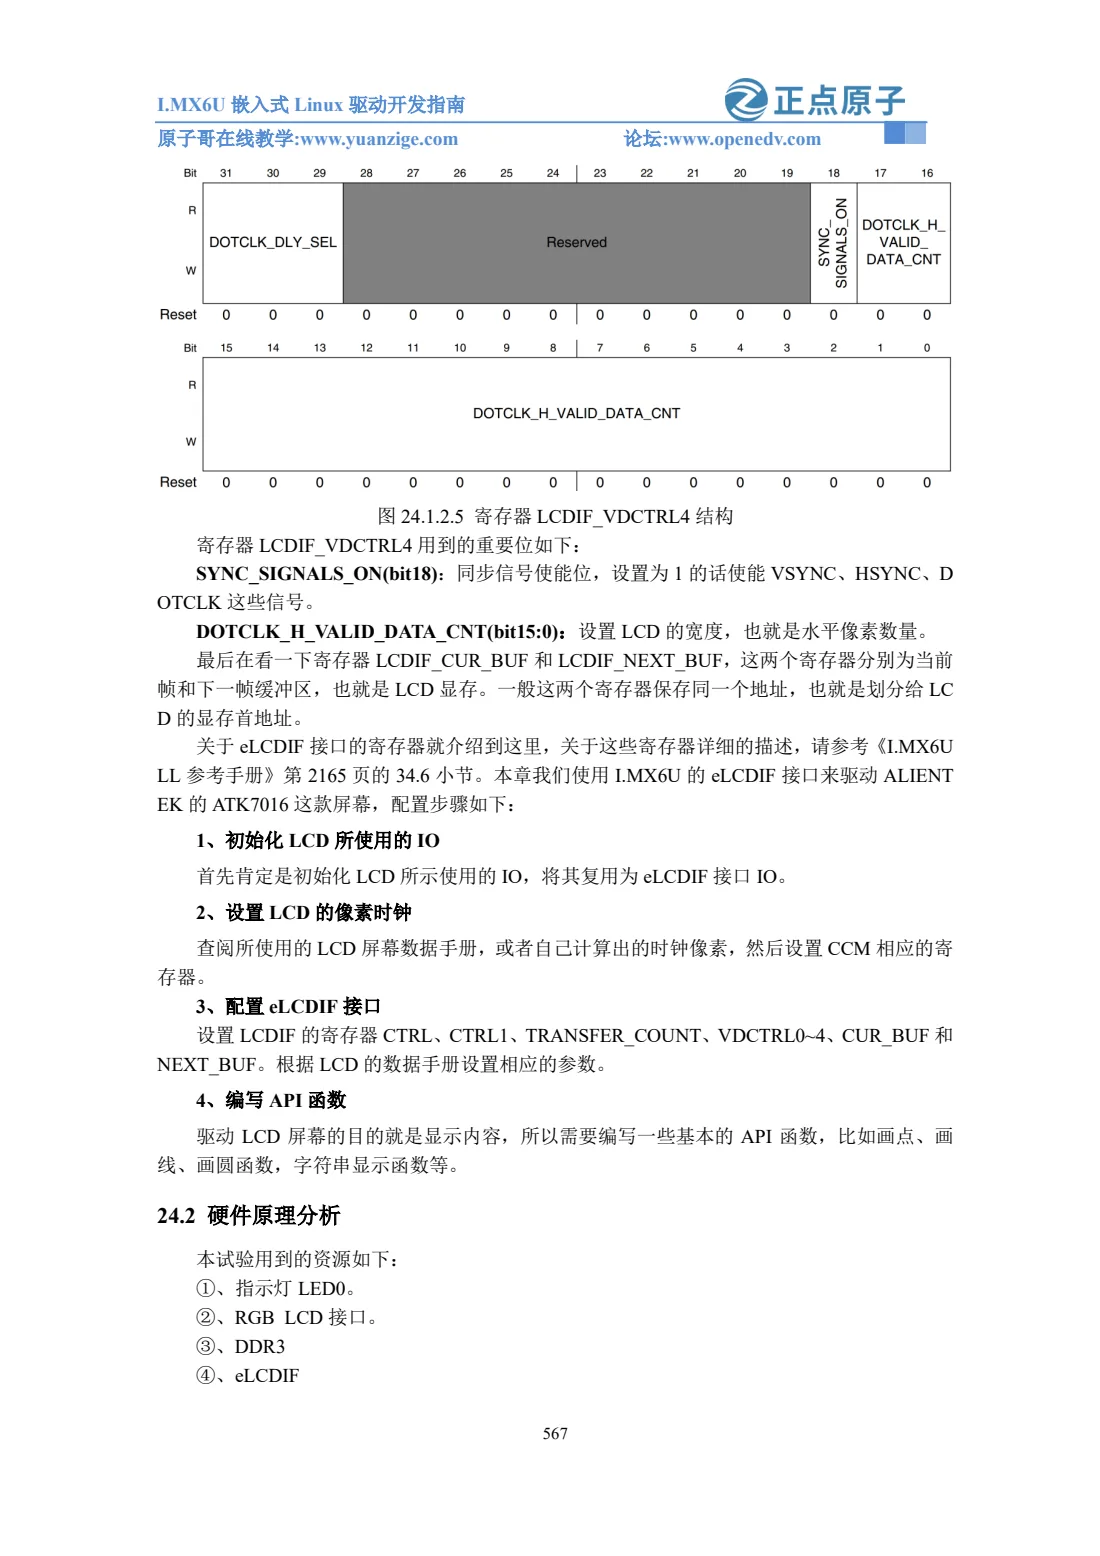 I.MX6U 嵌入式 Linux 驱动开发指南
正点原子
原子哥在线教学:www.yuanzige.com 论坛:www.openedv.com
Bit 31 30 29 28 27 26 25 24 23 22 21 20 19 18 17 16
R
DOTCLK_DLY_SEL
Reserved
SYNC_
SIGNALS_ON
DOTCLK_H_
VALID_
DATA_CNT
W
Reset 0 0 0 0 0 0 0 0 0 0 0 0 0 0 0 0
Bit 15 14 13 12 11 10 9 8 7 6 5 4 3 2 1 0
R
DOTCLK_H_VALID_DATA_CNT
W
Reset 0 0 0 0 0 0 0 0 0 0 0 0 0 0 0 0
图 24.1.2.5 寄存器 LCDIF_VDCTRL4 结构
寄存器 LCDIF_VDCTRL4 用到的重要位如下：
SYNC_SIGNALS_ON(bit18)：同步信号使能位，设置为 1 的话使能 VSYNC、HSYNC、D
OTCLK 这些信号。
DOTCLK_H_VALID_DATA_CNT(bit15:0)：设置 LCD 的宽度，也就是水平像素数量。
最后在看一下寄存器 LCDIF_CUR_BUF 和 LCDIF_NEXT_BUF，这两个寄存器分别为当前
帧和下一帧缓冲区，也就是 LCD 显存。一般这两个寄存器保存同一个地址，也就是划分给 LC
D 的显存首地址。
关于 eLCDIF 接口的寄存器就介绍到这里，关于这些寄存器详细的描述，请参考《I.MX6U
LL 参考手册》第 2165 页的 34.6 小节。本章我们使用 I.MX6U 的 eLCDIF 接口来驱动 ALIENT
EK 的 ATK7016 这款屏幕，配置步骤如下：
1、初始化 LCD 所使用的 IO
首先肯定是初始化 LCD 所示使用的 IO，将其复用为 eLCDIF 接口 IO。
2、设置 LCD 的像素时钟
查阅所使用的 LCD 屏幕数据手册，或者自己计算出的时钟像素，然后设置 CCM 相应的寄
存器。
3、配置 eLCDIF 接口
设置 LCDIF 的寄存器 CTRL、CTRL1、TRANSFER_COUNT、VDCTRL0~4、CUR_BUF 和
NEXT_BUF。根据 LCD 的数据手册设置相应的参数。
4、编写 API 函数
驱动 LCD 屏幕的目的就是显示内容，所以需要编写一些基本的 API 函数，比如画点、画
线、画圆函数，字符串显示函数等。
24.2 硬件原理分析
本试验用到的资源如下：
①、指示灯 LED0。
②、RGB LCD 接口。
③、DDR3
④、eLCDIF
567